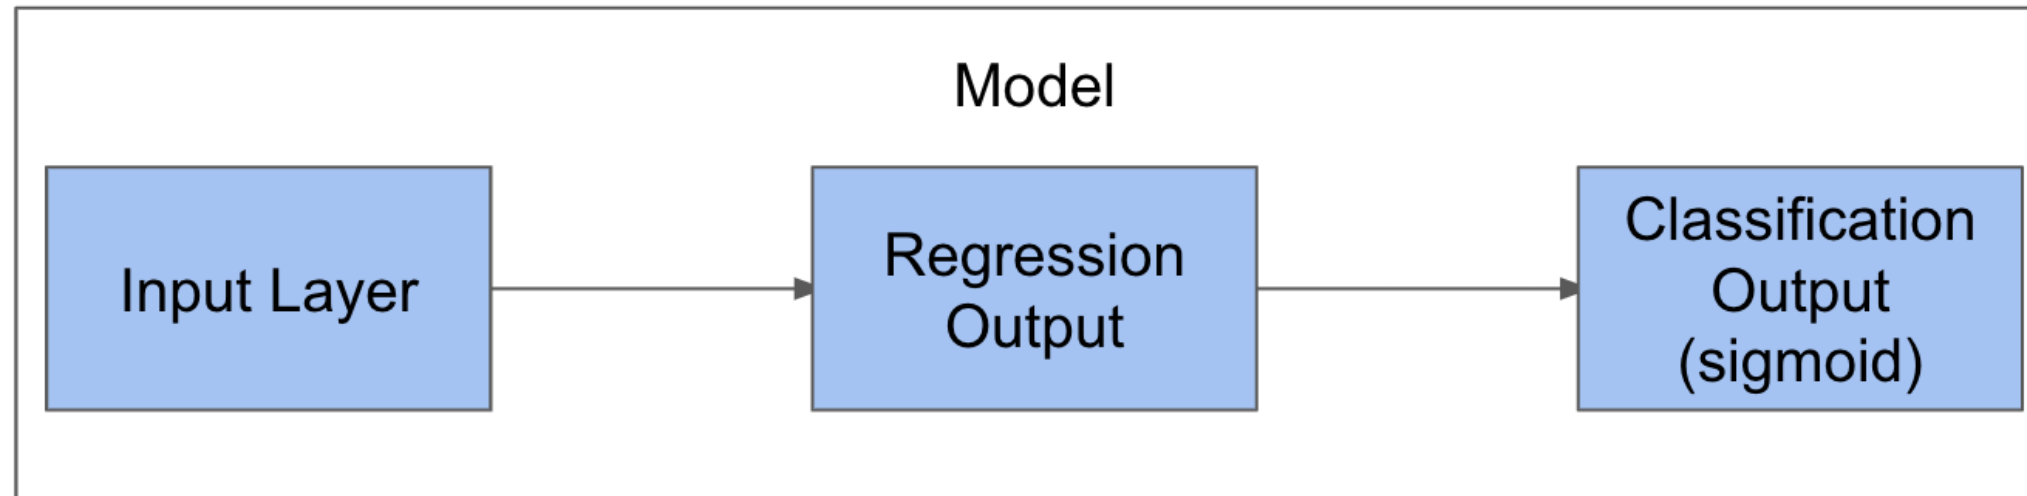 Model
Input Layer
Regression
Output
Classification
Output
(sigmoid)